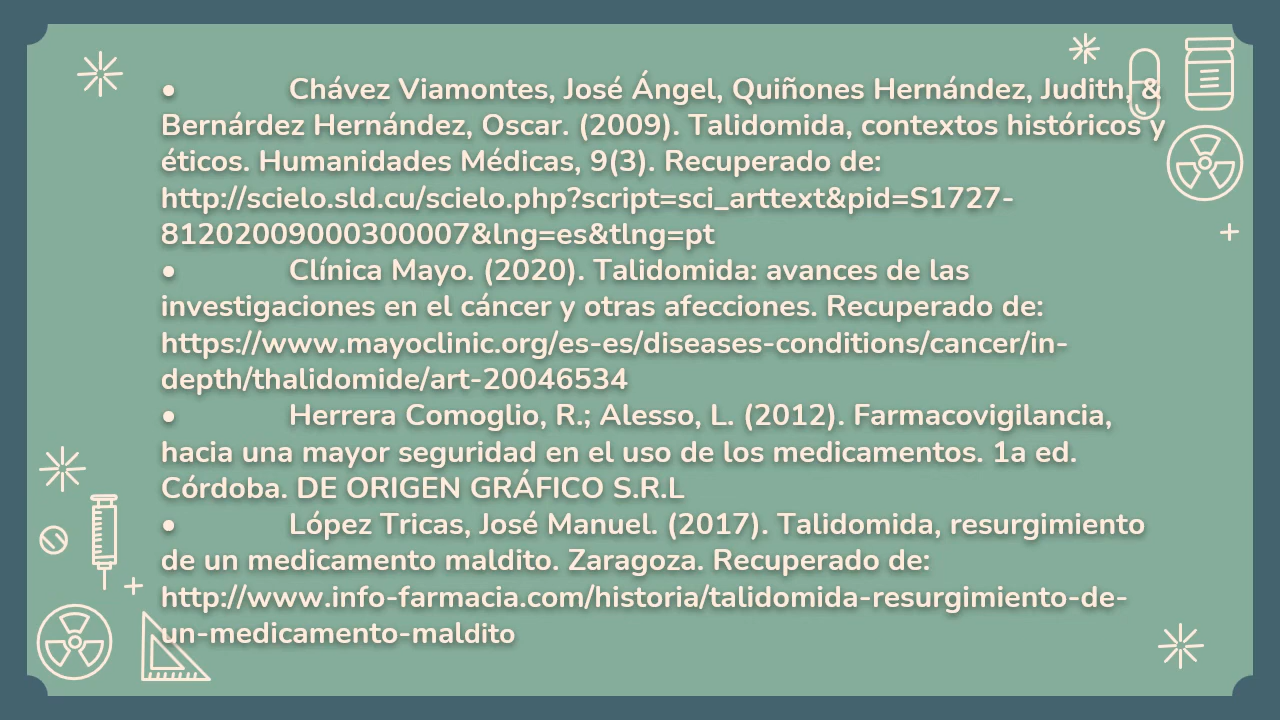 • Chávez Viamontes, José Ángel, Quiñones Hernández, Judith, &
Bernárdez Hernández, Oscar. (2009). Talidomida, contextos históricos y
éticos. Humanidades Médicas, 9(3). Recuperado de:
http://scielo.sld.cu/scielo.php?script=sci_arttext&pid=S1727-
81202009000300007&lng=es&tlng=pt
• Clínica Mayo. (2020). Talidomida: avances de las
investigaciones en el cáncer y otras afecciones. Recuperado de:
https://www.mayoclinic.org/es-es/diseases-conditions/cancer/in-
depth/thalidomide/art-20046534
• Herrera Comoglio, R.; Alesso, L. (2012). Farmacovigilancia,
hacia una mayor seguridad en el uso de los medicamentos. 1a ed.
Córdoba. DE ORIGEN GRÁFICO S.R.L
• López Tricas, José Manuel. (2017). Talidomida, resurgimiento
de un medicamento maldito. Zaragoza. Recuperado de:
http://www.info-farmacia.com/historia/talidomida-resurgimiento-de-
un-medicamento-maldito